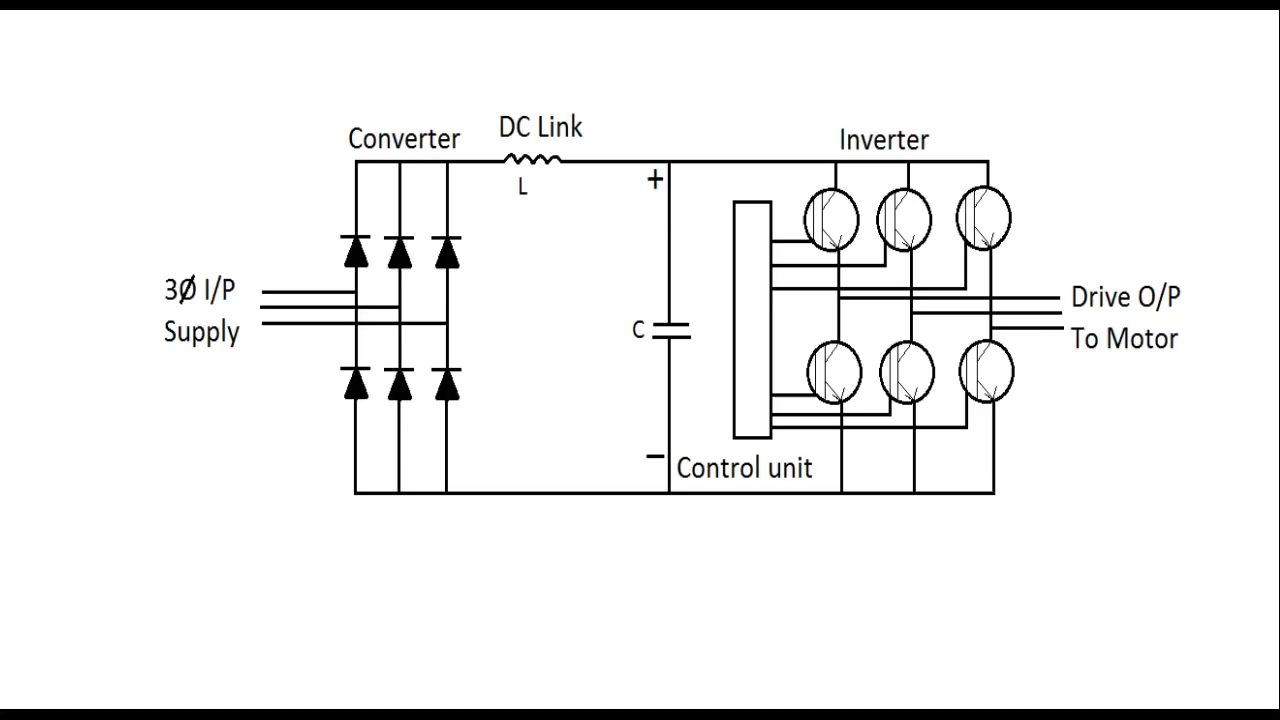 Converter
DC Link
Inverter
L
+
3Ø I/P
Supply
C
Drive O/P
To Motor
−
Control unit